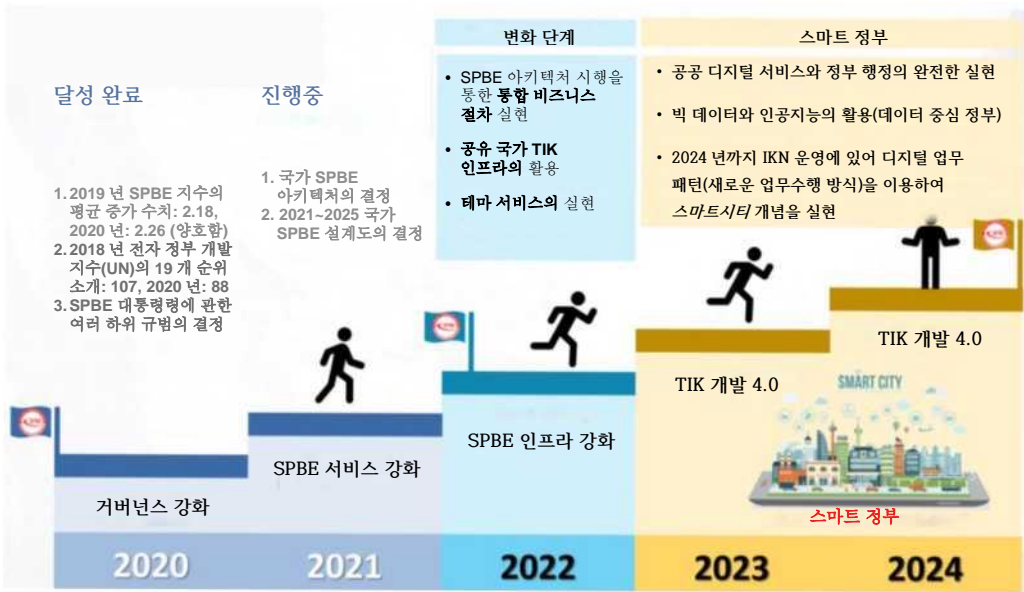 변화 단계
스마트 정부
달성 완료
진행중
• SPBE 아키텍처 시행을
통한 통합 비즈니스
절차 실현
• 공유 국가 TIK
인프라의 활용
• 테마 서비스의 실현
• 공공 디지털 서비스와 정부 행정의 완전한 실현
• 빅 데이터와 인공지능의 활용(데이터 중심 정부)
• 2024 년까지 IKN 운영에 있어 디지털 업무
패턴(새로운 업무수행 방식)을 이용하여
스마트시티 개념을 실현
1. 2019 년 SPBE 지수의
평균 증가 수치: 2.18,
2020 년: 2.26 (양호함)
2. 2018 년 전자 정부 개발
지수(UN)의 19 개 순위
소개: 107, 2020 년: 88
3. SPBE 대통령령에 관한
여러 하위 규범의 결정
1. 국가 SPBE
아키텍처의 결정
2. 2021~2025 국가
SPBE 설계도의 결정
거버넌스 강화
SPBE 서비스 강화
SPBE 인프라 강화
TIK 개발 4.0
TIK 개발 4.0
SMART CITY
스마트 정부
2020
2021
2022
2023
2024